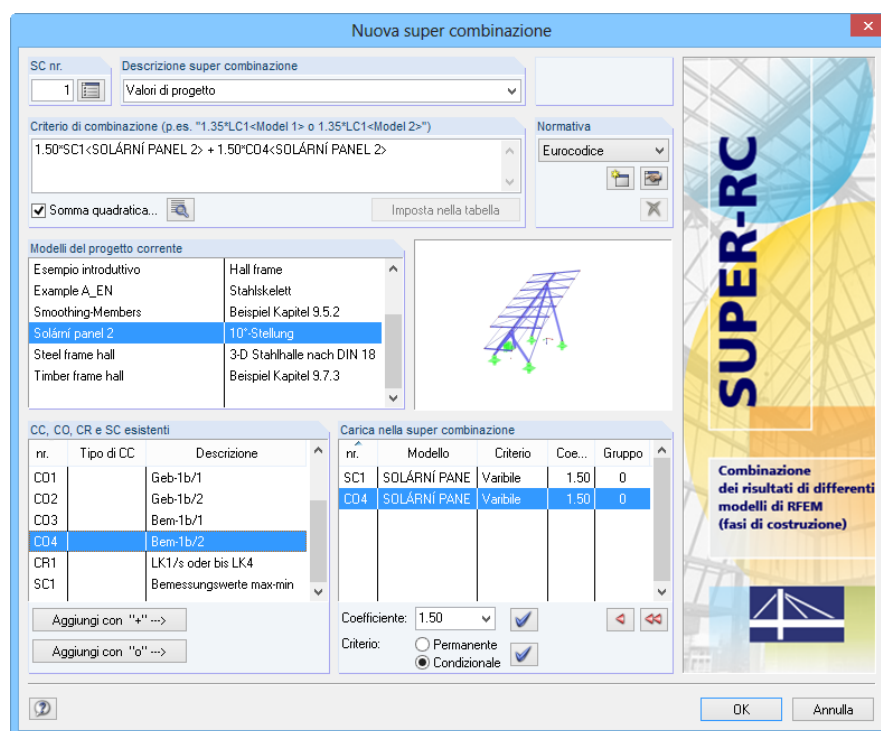 Nuova super combinazione
SC nr.
Descrizione super combinazione
1
Valori di progetto
Criterio di combinazione (p.es. "1.35*LC1<Model 1> o 1.35*LC1<Model 2>")
Normativa
1.50*SC1<SOLÁRNÍ PANEL 2> + 1.50*CO4<SOLÁRNÍ PANEL 2>
Eurocodice
Somma quadratica...
Imposta nella tabella
Modelli del progetto corrente
Esempio introduttivo Hall frame
Example A_EN Stahlskelett
Smoothing-Members Beispiel Kapitel 9.5.2
Solární panel 2 10°-Stellung
Steel frame hall 3-D Stahlhalle nach DIN 18
Timber frame hall Beispiel Kapitel 9.7.3
CC, CO, CR e SC esistenti
nr. Tipo di CC Descrizione
CO1 Geb-1b/1
CO2 Geb-1b/2
CO3 Bem-1b/1
CO4 Bem-1b/2
CR1 LK1/s oder bis LK4
SC1 Bemessungswerte max-min
Aggiungi con "+" --->
Aggiungi con "o" --->
Carica nella super combinazione
nr. Modello Criterio Coe... Gruppo
SC1 SOLÁRNÍ PANE Varibile 1.50 0
CO4 SOLÁRNÍ PANE Varibile 1.50 0
Coefficiente: 1.50
Criterio: Permanente
Condizionale
SUPER-RC
Combinazione
dei risultati di differenti
modelli di RFEM
(fasi di costruzione)
OK
Annulla